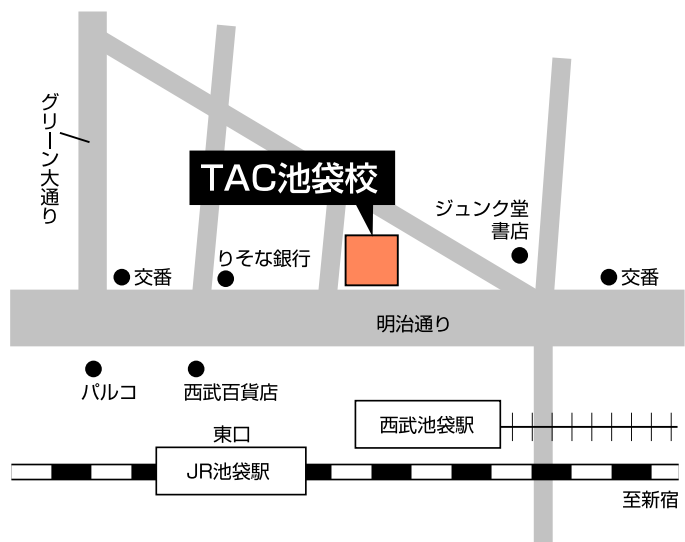 グリーン大通り
TAC池袋校
ジュンク堂
書店
りそな銀行
交番
交番
明治通り
パルコ
西武百貨店
西武池袋駅
東口
JR池袋駅
至新宿